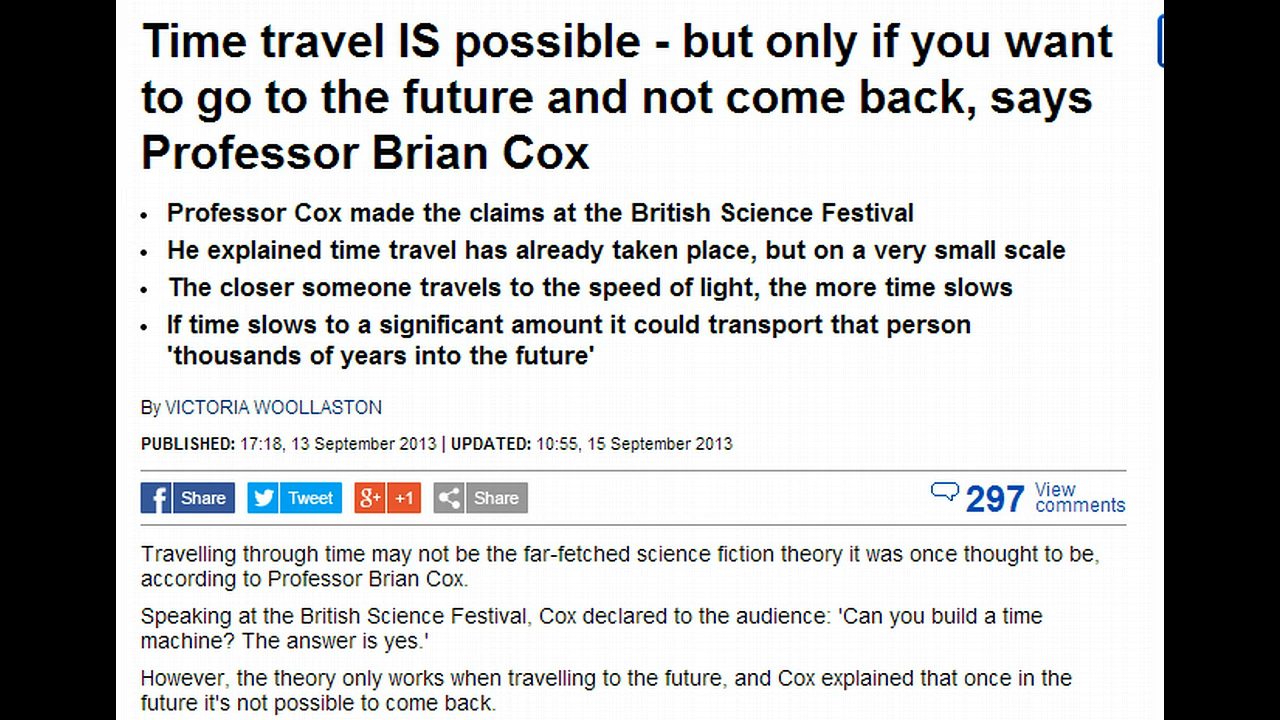 Time travel IS possible - but only if you want
to go to the future and not come back, says
Professor Brian Cox
• Professor Cox made the claims at the British Science Festival
• He explained time travel has already taken place, but on a very small scale
• The closer someone travels to the speed of light, the more time slows
• If time slows to a significant amount it could transport that person
'thousands of years into the future'
By VICTORIA WOOLLASTON
PUBLISHED: 17:18, 13 September 2013 | UPDATED: 10:55, 15 September 2013
f Share Tweet g+ +1 Share 297 View
comments
Travelling through time may not be the far-fetched science fiction theory it was once thought to be,
according to Professor Brian Cox.
Speaking at the British Science Festival, Cox declared to the audience: 'Can you build a time
machine? The answer is yes.'
However, the theory only works when travelling to the future, and Cox explained that once in the
future it's not possible to come back.